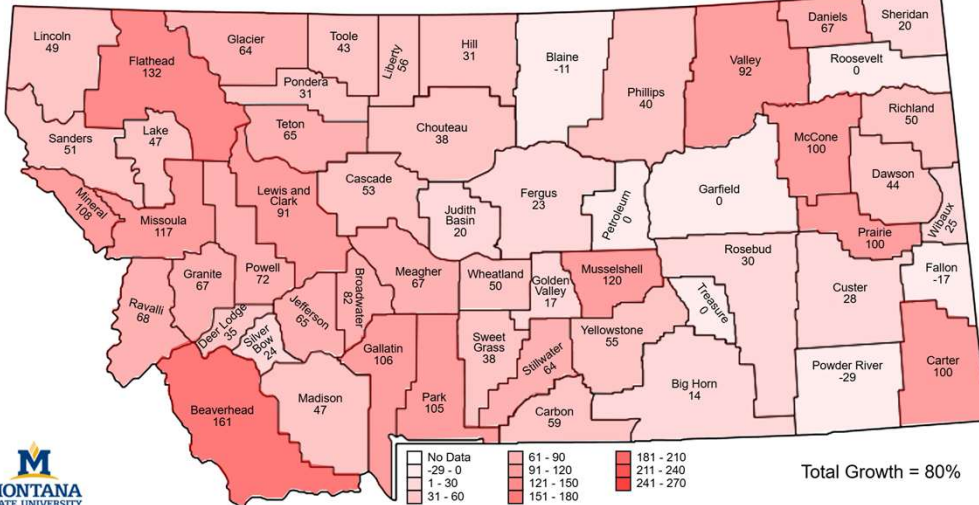 Lincoln
49
Flathead
132
Glacier
64
Toole
43
Liberty
56
Hill
31
Blaine
-11
Phillips
40
Valley
92
Daniels
67
Sheridan
20
Roosevelt
0
Pondera
31
Teton
65
Chouteau
38
Sanders
51
Lake
47
Richland
50
McCone
100
Dawson
44
Wibaux
25
Mineral
108
Missoula
117
Lewis and
Clark
91
Cascade
53
Judith
Basin
20
Fergus
23
Petroleum
0
Garfield
0
Prairie
100
Granite
67
Powell
72
Ravalli
68
Deer Lodge
35
Silver
Bow
24
Jefferson
65
Broadwater
82
Meagher
67
Wheatland
50
Golden
Valley
17
Musselshell
120
Rosebud
30
Treasure
0
Custer
28
Fallon
-17
Gallatin
106
Park
105
Sweet
Grass
38
Stillwater
64
Yellowstone
55
Carbon
59
Big Horn
14
Powder River
-29
Carter
100
Beaverhead
161
Madison
47
M
MONTANA
STATE UNIVERSITY
No Data
-29 - 0
1 - 30
31 - 60
61 - 90
91 - 120
121 - 150
151 - 180
181 - 210
211 - 240
241 - 270
Total Growth = 80%